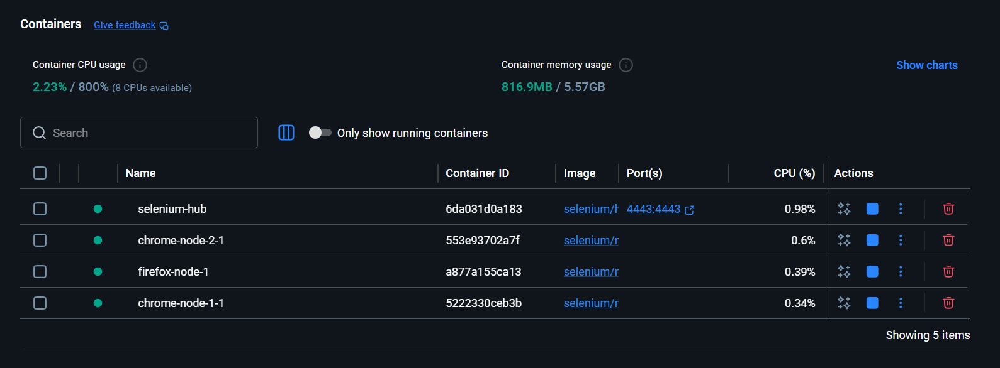 Containers Give feedback
Container CPU usage Container memory usage Show charts
2.23% / 800% (8 CPUs available) 816.9MB / 5.57GB
Search Only show running containers
Name Container ID Image Port(s) CPU (%) Actions
selenium-hub 6da031d0a183 selenium/h 4443:4443 0.98%
chrome-node-2-1 553e93702a7f selenium/r 0.6%
firefox-node-1 a877a155ca13 selenium/r 0.39%
chrome-node-1-1 5222330ceb3b selenium/r 0.34%
Showing 5 items